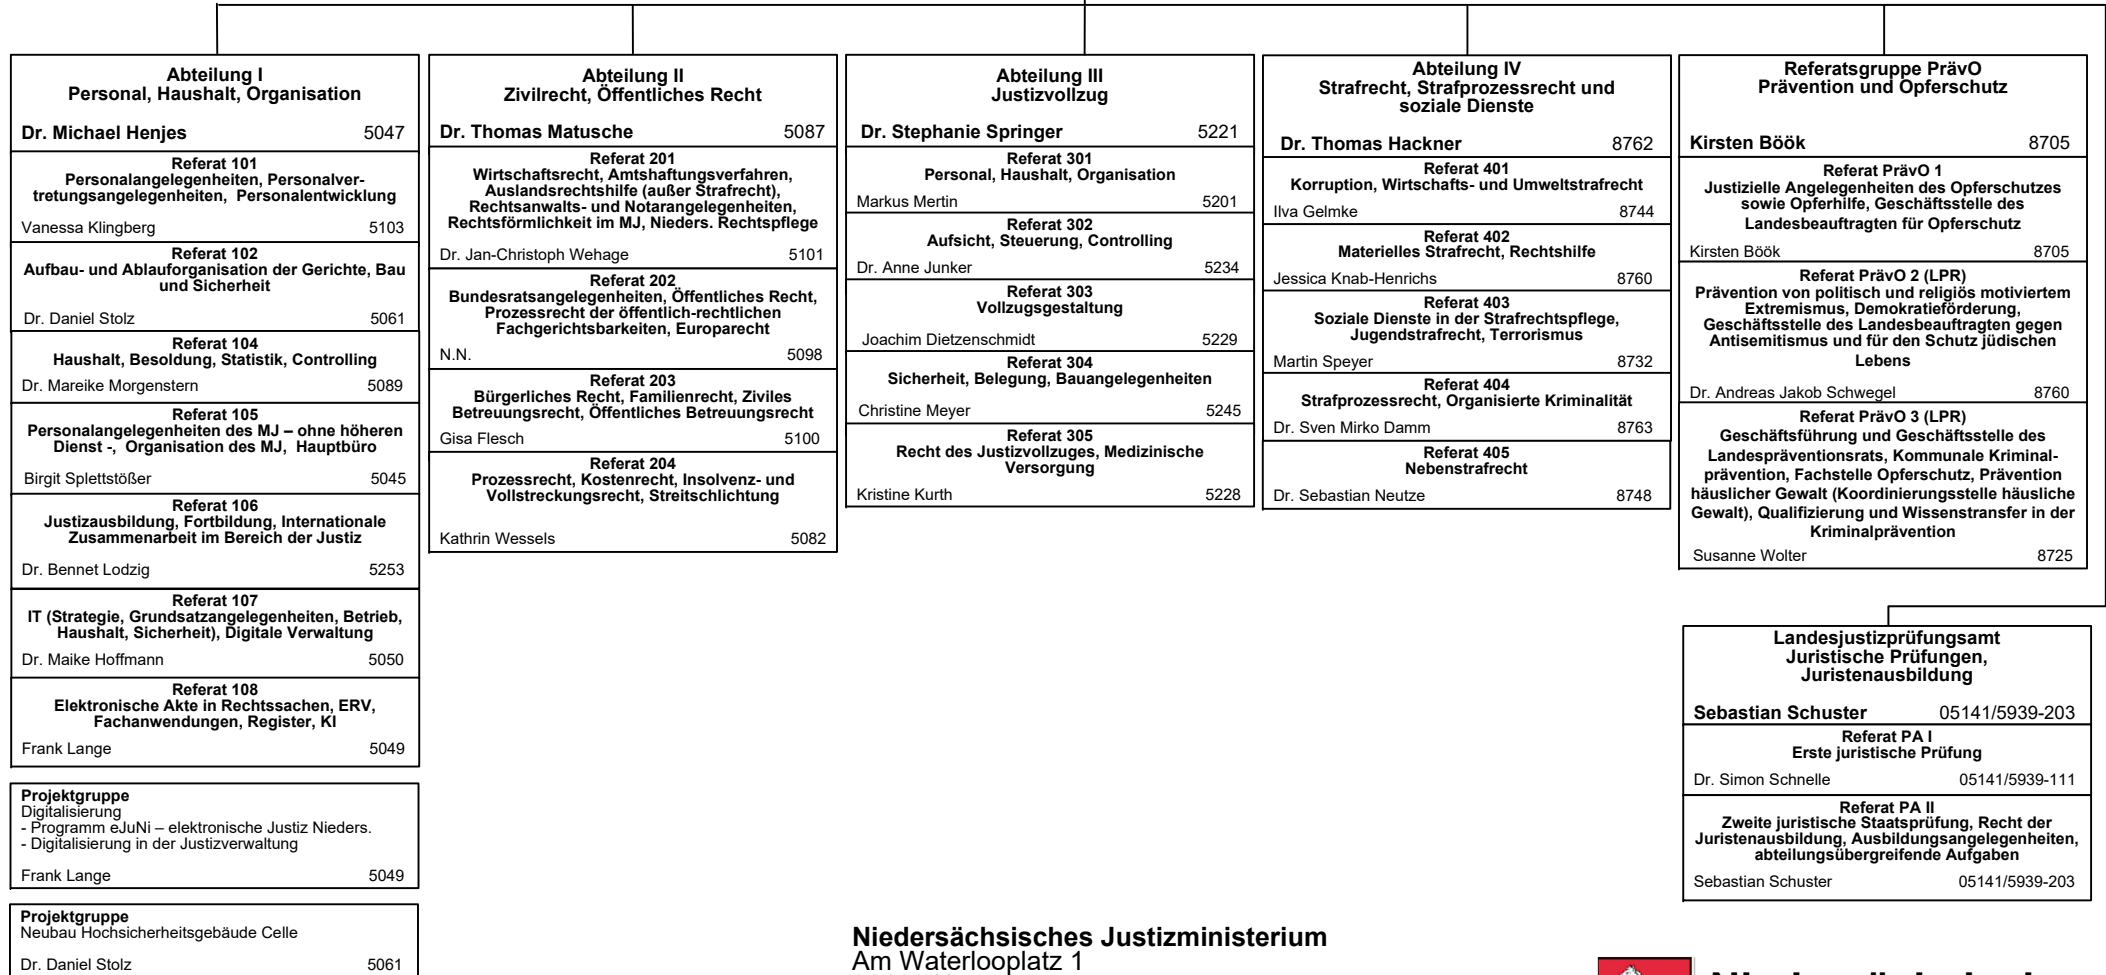 Abteilung I
Personal, Haushalt, Organisation
Dr. Michael Henjes 5047
Referat 101
Personalangelegenheiten, Personalver-
tretungsangelegenheiten, Personalentwicklung
Vanessa Klingberg 5103
Referat 102
Aufbau- und Ablauforganisation der Gerichte, Bau
und Sicherheit
Dr. Daniel Stolz 5061
Referat 104
Haushalt, Besoldung, Statistik, Controlling
Dr. Mareike Morgenstern 5089
Referat 105
Personalangelegenheiten des MJ – ohne höheren
Dienst -, Organisation des MJ, Hauptbüro
Birgit Splettstößer 5045
Referat 106
Justizausbildung, Fortbildung, Internationale
Zusammenarbeit im Bereich der Justiz
Dr. Bennet Lodzig 5253
Referat 107
IT (Strategie, Grundsatzangelegenheiten, Betrieb,
Haushalt, Sicherheit), Digitale Verwaltung
Dr. Maike Hoffmann 5050
Referat 108
Elektronische Akte in Rechtssachen, ERV,
Fachanwendungen, Register, KI
Frank Lange 5049
Projektgruppe
Digitalisierung
- Programm eJuNi – elektronische Justiz Nieders.
- Digitalisierung in der Justizverwaltung
Frank Lange 5049
Projektgruppe
Neubau Hochsicherheitsgebäude Celle
Dr. Daniel Stolz 5061
Abteilung II
Zivilrecht, Öffentliches Recht
Dr. Thomas Matusche 5087
Referat 201
Wirtschaftsrecht, Amtshaftungsverfahren,
Auslandsrechtshilfe (außer Strafrecht),
Rechtsanwalts- und Notarangelegenheiten,
Rechtsförmlichkeit im MJ, Nieders. Rechtspflege
Dr. Jan-Christoph Wehage 5101
Referat 202
Bundesratsangelegenheiten, Öffentliches Recht,
Prozessrecht der öffentlich-rechtlichen
Fachgerichtsbarkeiten, Europarecht
N.N. 5098
Referat 203
Bürgerliches Recht, Familienrecht, Ziviles
Betreuungsrecht, Öffentliches Betreuungsrecht
Gisa Flesch 5100
Referat 204
Prozessrecht, Kostenrecht, Insolvenz- und
Vollstreckungsrecht, Streitschlichtung
Kathrin Wessels 5082
Abteilung III
Justizvollzug
Dr. Stephanie Springer 5221
Referat 301
Personal, Haushalt, Organisation
Markus Mertin 5201
Referat 302
Aufsicht, Steuerung, Controlling
Dr. Anne Junker 5234
Referat 303
Vollzugsgestaltung
Joachim Dietzenschmidt 5229
Referat 304
Sicherheit, Belegung, Bauangelegenheiten
Christine Meyer 5245
Referat 305
Recht des Justizvollzuges, Medizinische
Versorgung
Kristine Kurth 5228
Abteilung IV
Strafrecht, Strafprozessrecht und
soziale Dienste
Dr. Thomas Hackner 8762
Referat 401
Korruption, Wirtschafts- und Umweltstrafrecht
Ilva Gelmke 8744
Referat 402
Materielles Strafrecht, Rechtshilfe
Jessica Knab-Henrichs 8760
Referat 403
Soziale Dienste in der Strafrechtspflege,
Jugendstrafrecht, Terrorismus
Martin Speyer 8732
Referat 404
Strafprozessrecht, Organisierte Kriminalität
Dr. Sven Mirko Damm 8763
Referat 405
Nebenstrafrecht
Dr. Sebastian Neutze 8748
Referatsgruppe PrävO
Prävention und Opferschutz
Kirsten Böök 8705
Referat PrävO 1
Justizielle Angelegenheiten des Opferschutzes
sowie Opferhilfe, Geschäftsstelle des
Landesbeauftragten für Opferschutz
Kirsten Böök 8705
Referat PrävO 2 (LPR)
Prävention von politisch und religiös motiviertem
Extremismus, Demokratieförderung,
Geschäftsstelle des Landesbeauftragten gegen
Antisemitismus und für den Schutz jüdischen
Lebens
Dr. Andreas Jakob Schwegel 8760
Referat PrävO 3 (LPR)
Geschäftsführung und Geschäftsstelle des
Landespräventionsrats, Kommunale Kriminal-
prävention, Fachstelle Opferschutz, Prävention
häuslicher Gewalt (Koordinierungsstelle häusliche
Gewalt), Qualifizierung und Wissenstransfer in der
Kriminalprävention
Susanne Wolter 8725
Landesjustizprüfungsamt
Juristische Prüfungen,
Juristenausbildung
Sebastian Schuster 05141/5939-203
Referat PA I
Erste juristische Prüfung
Dr. Simon Schnelle 05141/5939-111
Referat PA II
Zweite juristische Staatsprüfung, Recht der
Juristenausbildung, Ausbildungsangelegenheiten,
abteilungsübergreifende Aufgaben
Sebastian Schuster 05141/5939-203
Niedersächsisches Justizministerium
Am Waterlooplatz 1